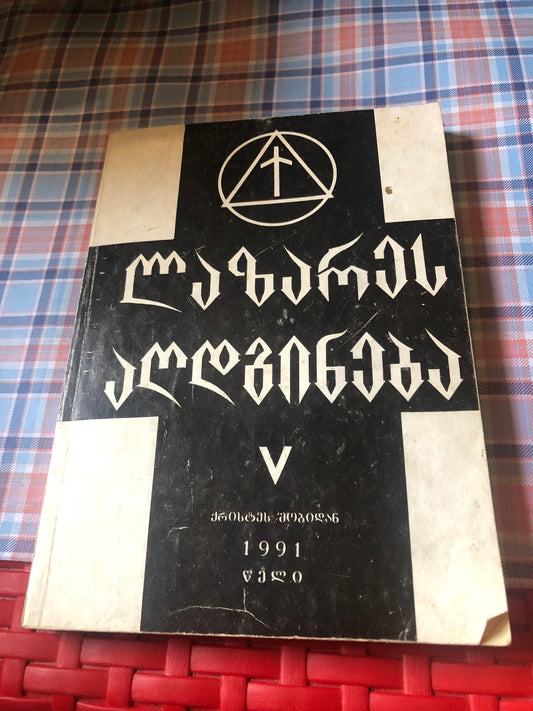 ლაზარეს
აღდგინება
V
ქრისტეს შობიდან
1991
წელი